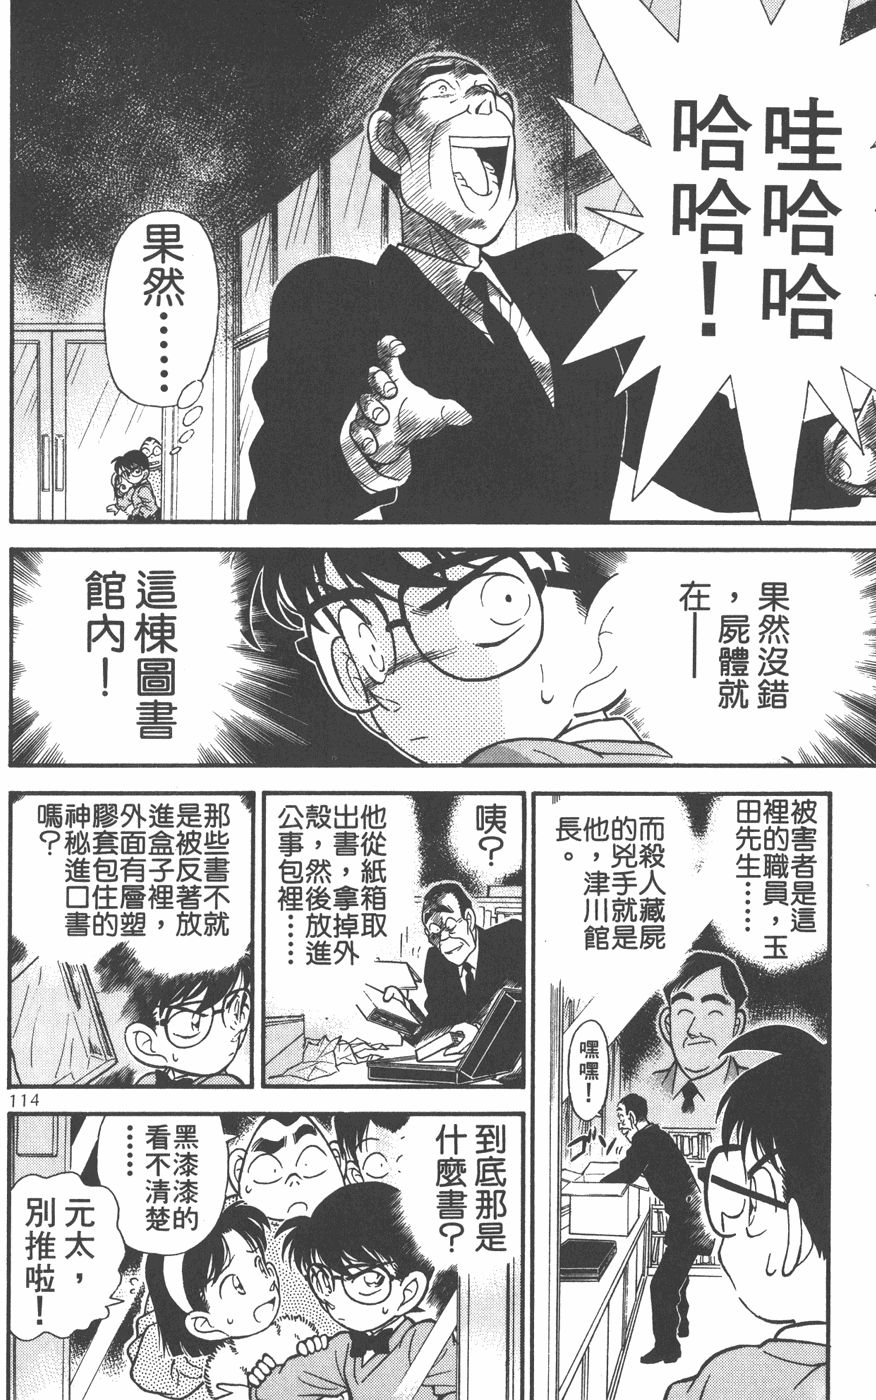 哇哈哈
哈哈！
果然……
果然沒錯
，屍體就
在——
這棟圖書
館內！
被害者是這
裡的職員，玉
田先生……
而殺人藏屍
的兇手就是
他，津川館
長。
嘿嘿！
ゴソ
咦？
他從紙箱取
出書，拿掉外
殼，然後放進
公事包裡……
那些書不就
是被反著放
進盒子裡，
外面有層塑
膠套包住的
神秘進口書
嗎？
到底那是
什麼書？
黑漆漆的
看不清楚
……
元太，
別推啦！
114